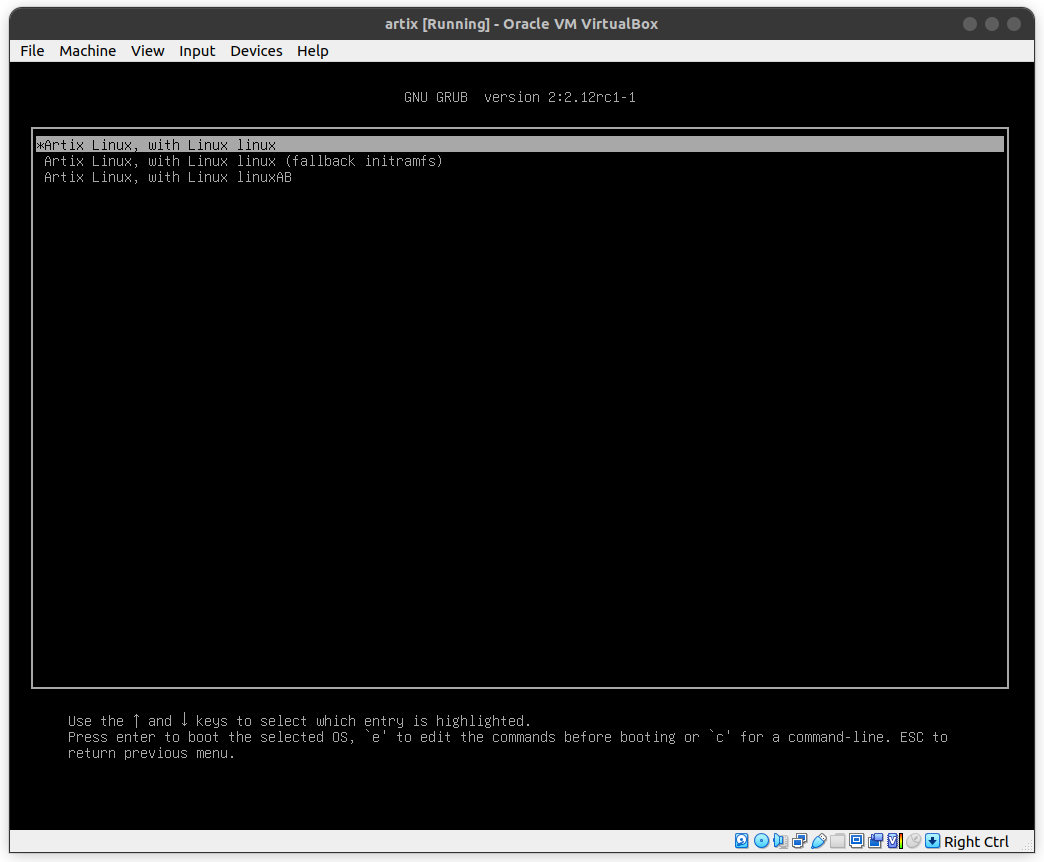 artix [Running] - Oracle VM VirtualBox
File Machine View Input Devices Help
GNU GRUB  version 2:2.12rc1-1
*Artix Linux, with Linux linux
Artix Linux, with Linux linux (fallback initramfs)
Artix Linux, with Linux linuxAB
Use the ↑ and ↓ keys to select which entry is highlighted.
Press enter to boot the selected OS, `e' to edit the commands before booting or `c' for a command-line. ESC to
return previous menu.
Right Ctrl